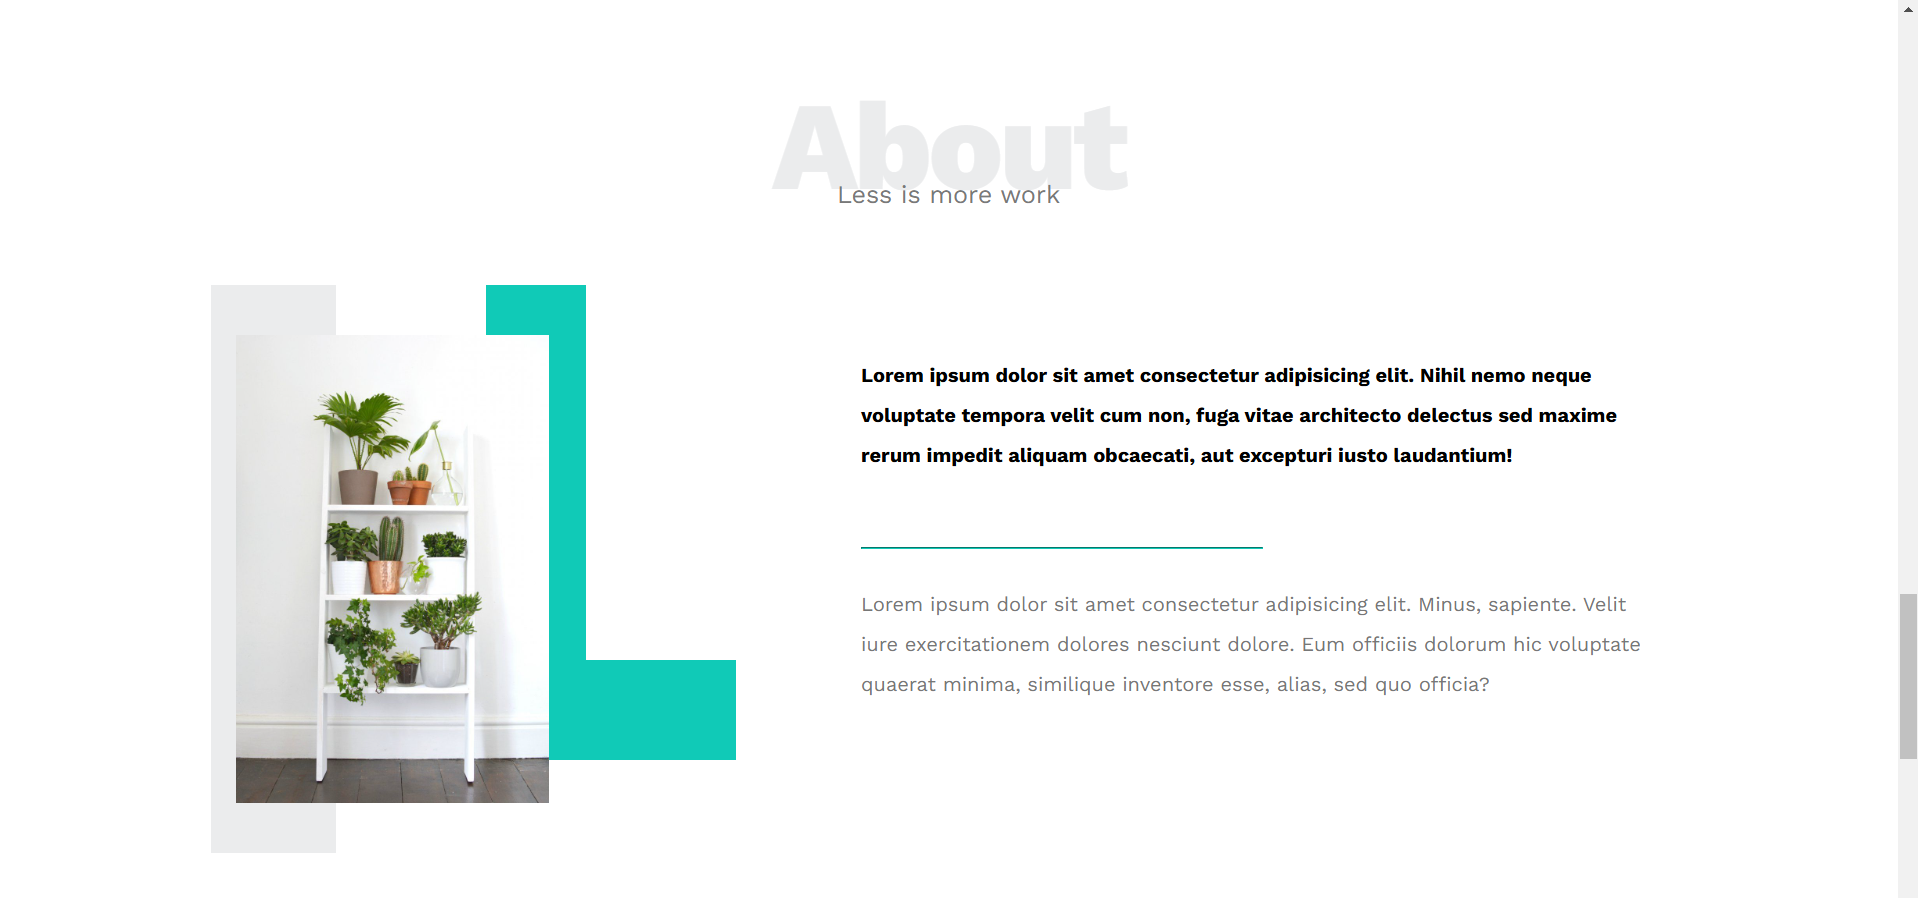 About
Less is more work
Lorem ipsum dolor sit amet consectetur adipisicing elit. Nihil nemo neque
voluptate tempora velit cum non, fuga vitae architecto delectus sed maxime
rerum impedit aliquam obcaecati, aut excepturi iusto laudantium!
Lorem ipsum dolor sit amet consectetur adipisicing elit. Minus, sapiente. Velit
iure exercitationem dolores nesciunt dolore. Eum officiis dolorum hic voluptate
quaerat minima, similique inventore esse, alias, sed quo officia?